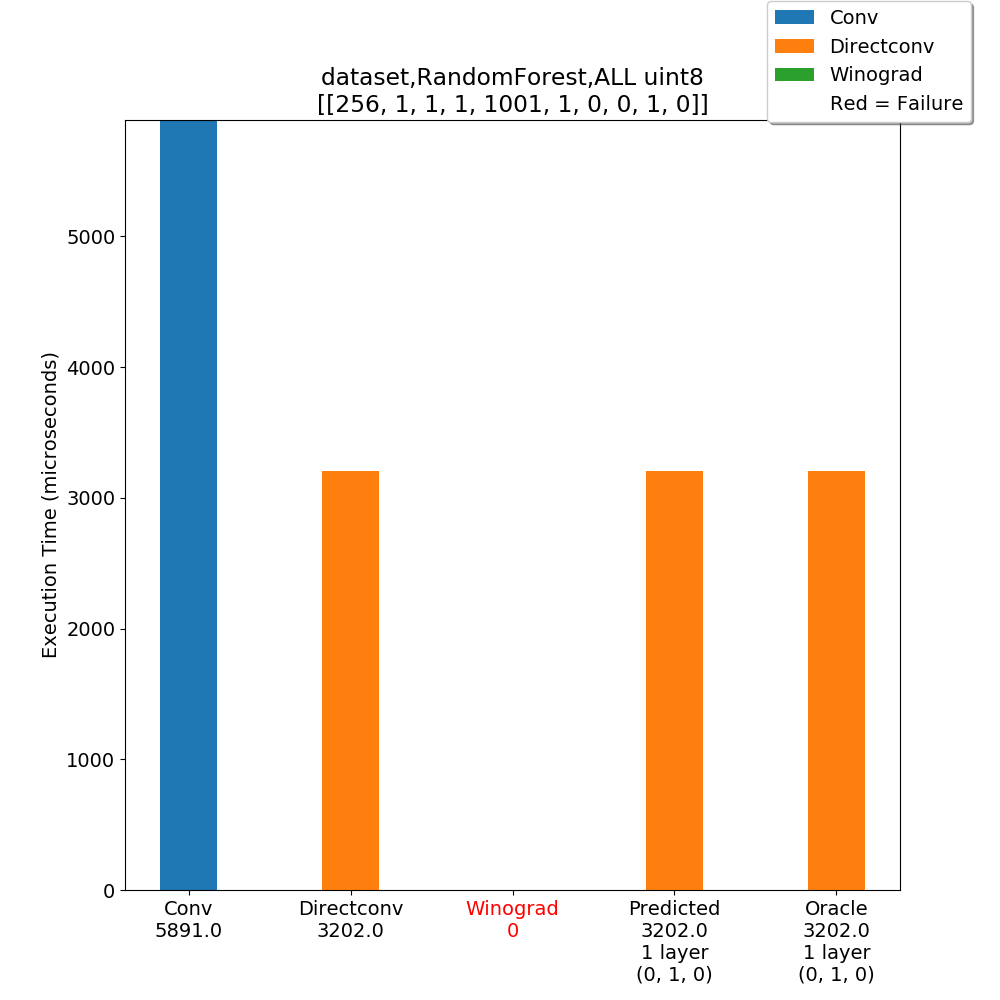 Conv
Directconv
Winograd
Red = Failure
dataset,RandomForest,ALL uint8
[[256, 1, 1, 1, 1001, 1, 0, 0, 1, 0]]
Execution Time (microseconds)
5000
4000
3000
2000
1000
0
Conv
5891.0
Directconv
3202.0
Winograd
0
Predicted
3202.0
1 layer
(0, 1, 0)
Oracle
3202.0
1 layer
(0, 1, 0)